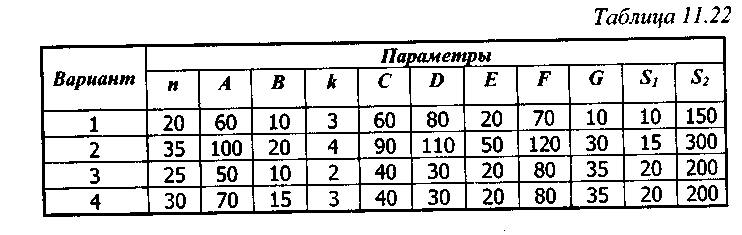 Таблица 11.22
Вариант Параметры
n A B k C D E F G S₁ S₂
1 20 60 10 3 60 80 20 70 10 10 150
2 35 100 20 4 90 110 50 120 30 15 300
3 25 50 10 2 40 30 20 80 35 20 200
4 30 70 15 3 40 30 20 80 35 20 200